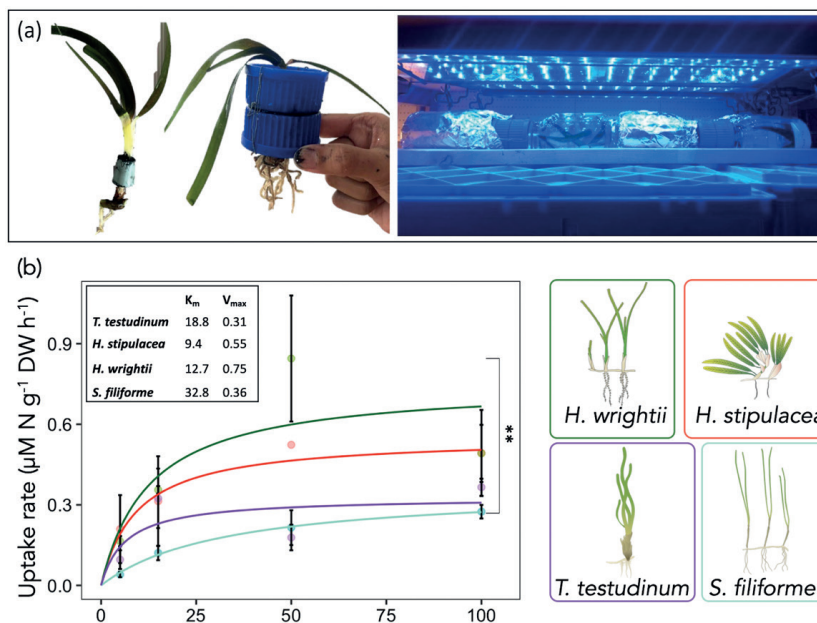 (a)
(b)
Uptake rate (µM N g⁻¹ DW h⁻¹)
0.9
0.6
0.3
0.0
0
25
50
75
100
Kₘ Vₘₐₓ
T. testudinum 18.8 0.31
H. stipulacea 9.4 0.55
H. wrightii 12.7 0.75
S. filiforme 32.8 0.36
**
H. wrightii
H. stipulacea
T. testudinum
S. filiforme